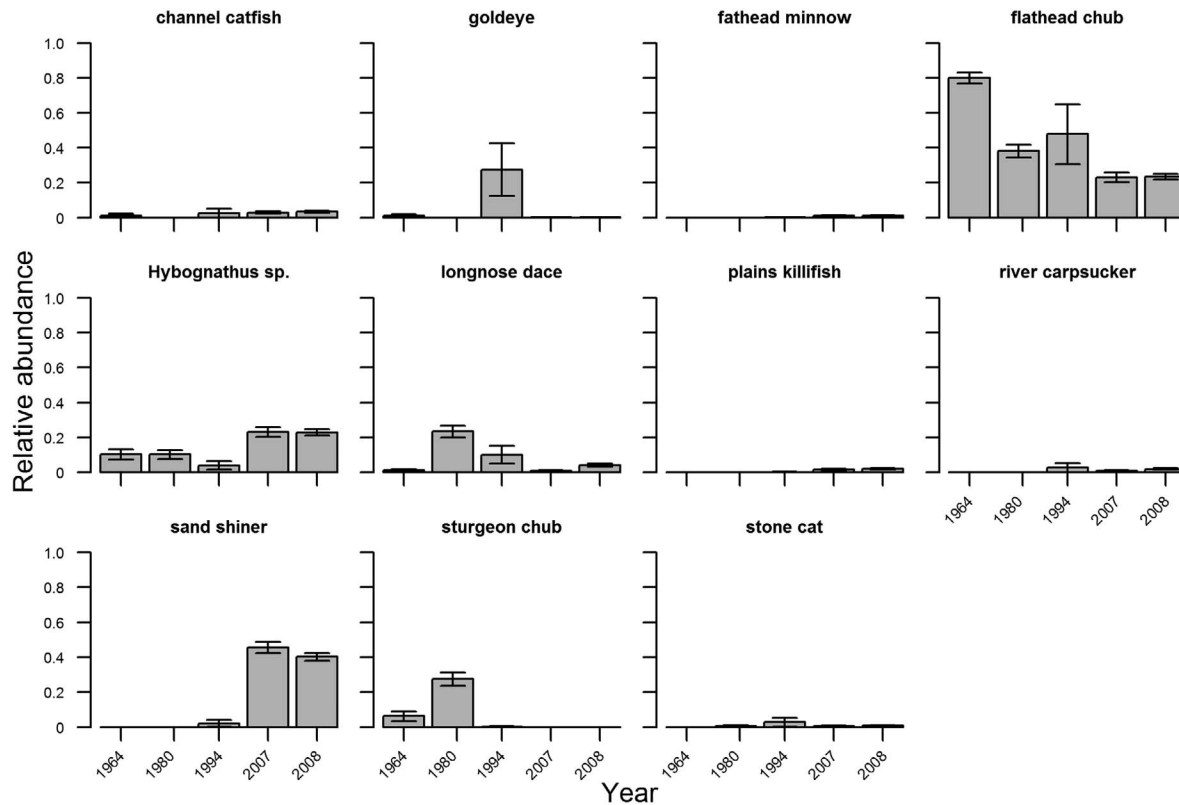 channel catfish
goldeye
fathead minnow
flathead chub
1.0
0.8
0.6
0.4
0.2
0
Relative abundance
Hybognathus sp.
longnose dace
plains killifish
river carpsucker
1.0
0.8
0.6
0.4
0.2
0
1964
1980
1994
2007
2008
sand shiner
sturgeon chub
stone cat
1.0
0.8
0.6
0.4
0.2
0
1964
1980
1994
2007
2008
1964
1980
1994
2007
2008
1964
1980
1994
2007
2008
Year